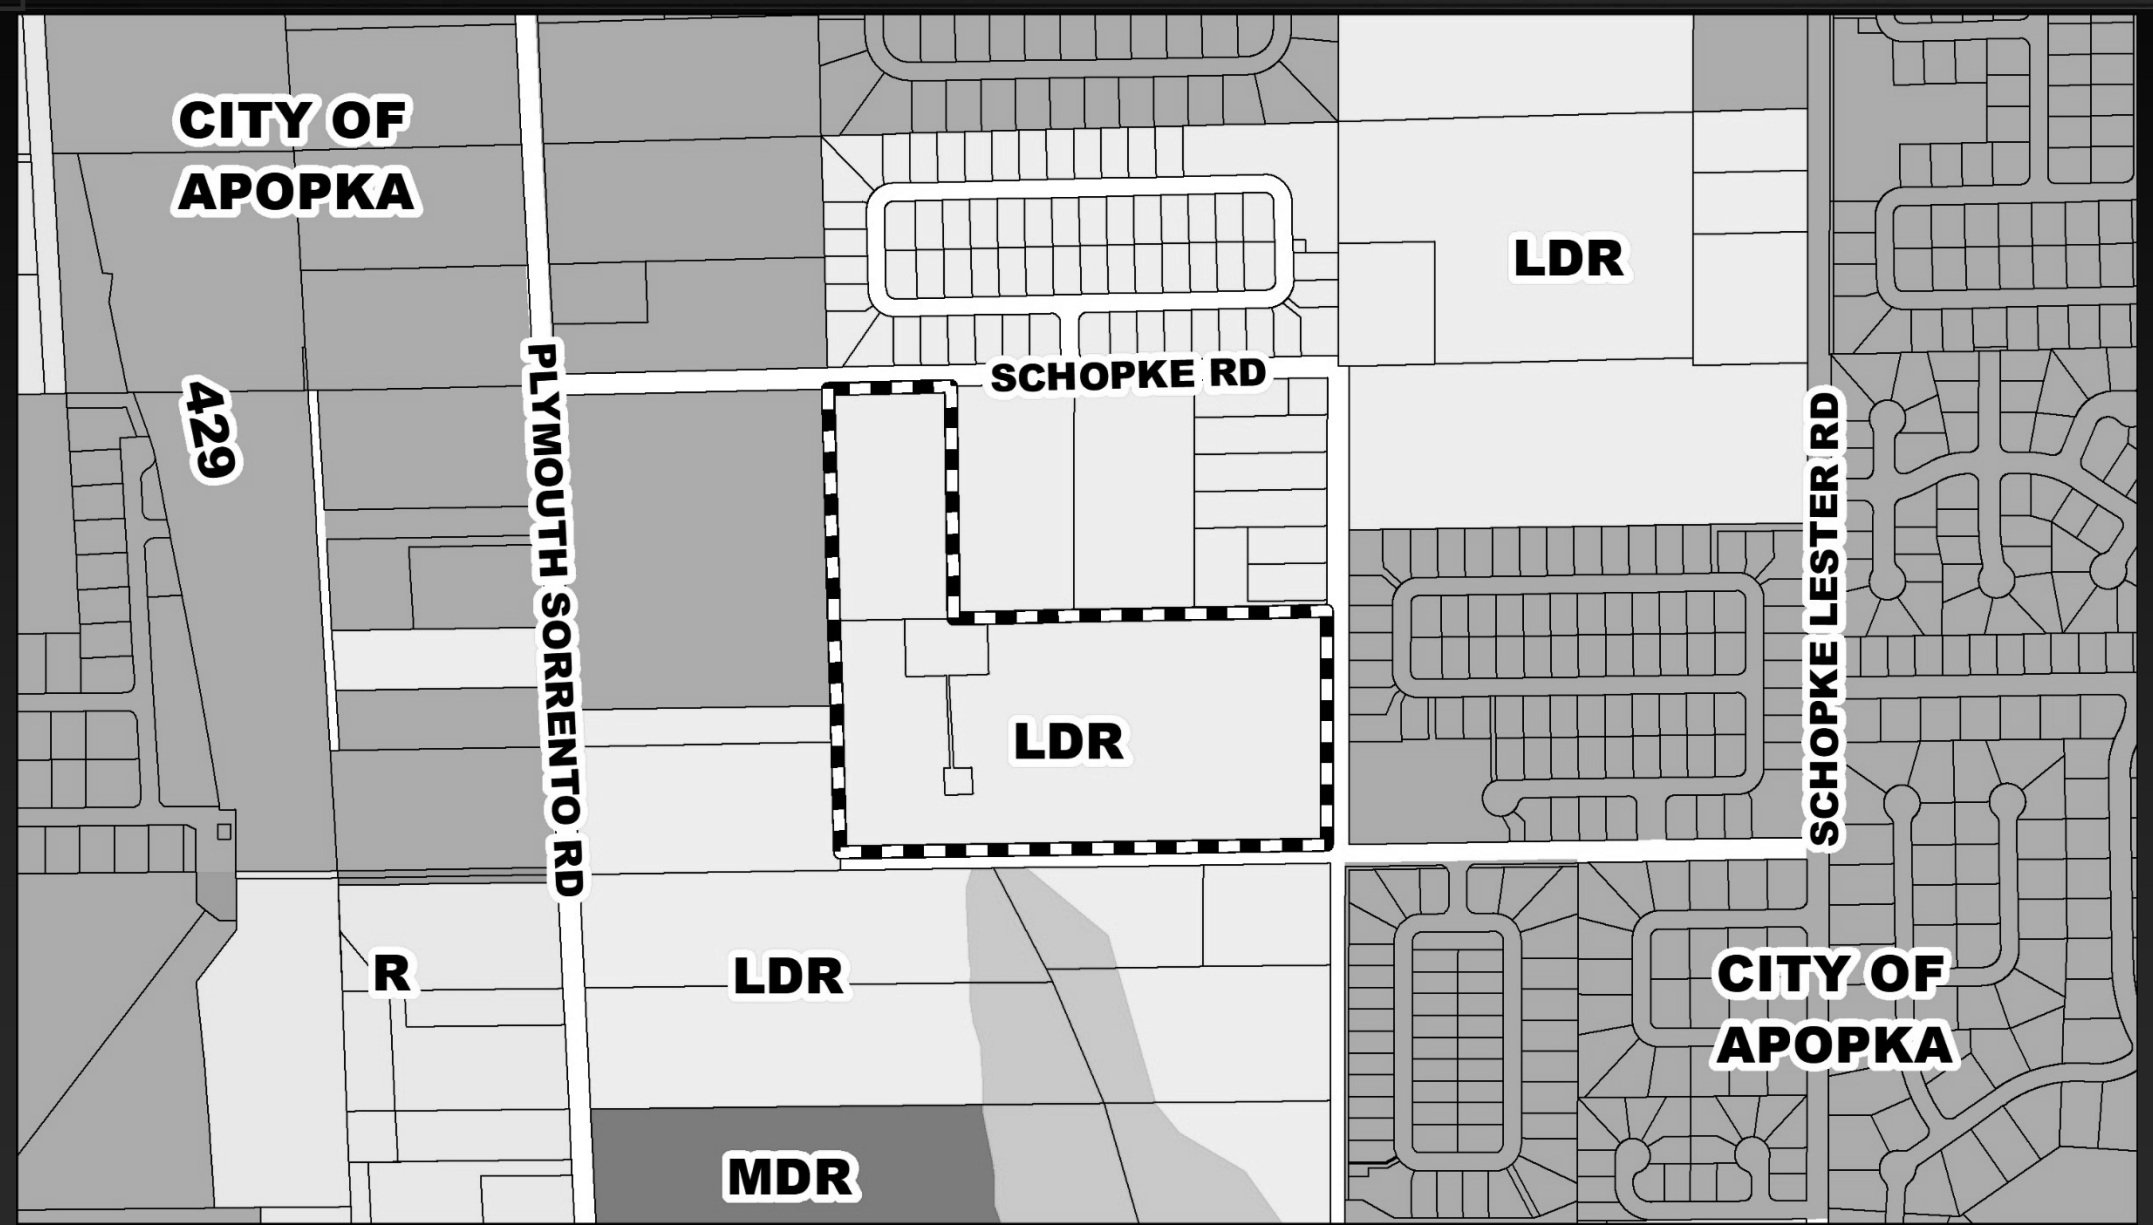 CITY OF
APOPKA
LDR
PLYMOUTH SORRENTO RD
SCHOPKE RD
429
SCHOPKE LESTER RD
LDR
R
LDR
CITY OF
APOPKA
MDR